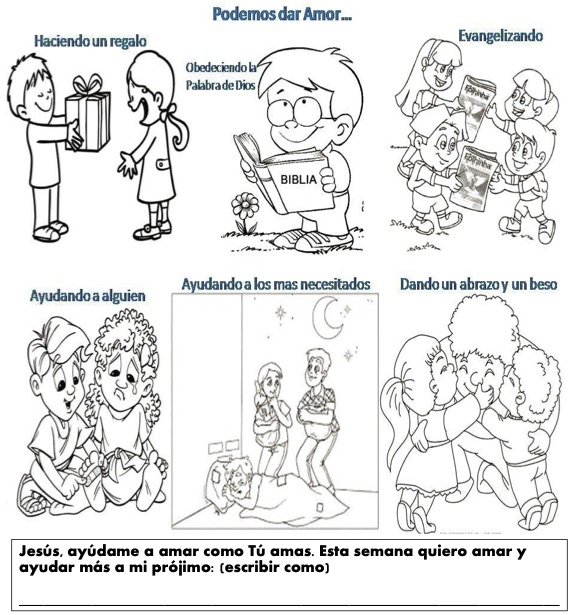 Podemos dar Amor...
Haciendo un regalo
Obedeciendo la
Palabra de Dios
Evangelizando
BIBLIA
Ayudando a alguien
Ayudando a los mas necesitados
Dando un abrazo y un beso
Jesús, ayúdame a amar como Tú amas. Esta semana quiero amar y
ayudar más a mi prójimo: (escribir como)